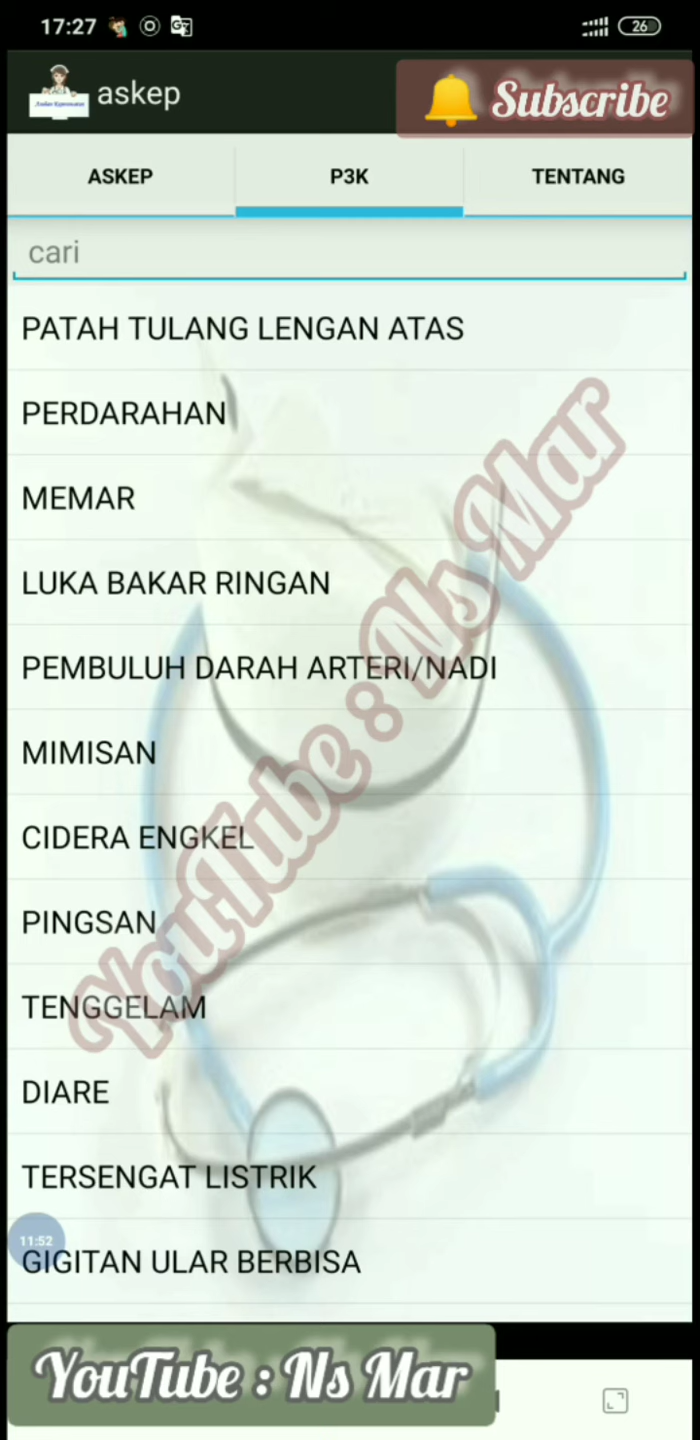 17:27
26
askep
Subscribe
ASKEP
P3K
TENTANG
cari
PATAH TULANG LENGAN ATAS
PERDARAHAN
MEMAR
LUKA BAKAR RINGAN
PEMBULUH DARAH ARTERI/NADI
MIMISAN
CIDERA ENGKEL
PINGSAN
TENGGELAM
DIARE
TERSENGAT LISTRIK
11:52
GIGITAN ULAR BERBISA
YouTube : Ns Mar
YouTube : Ns Mar